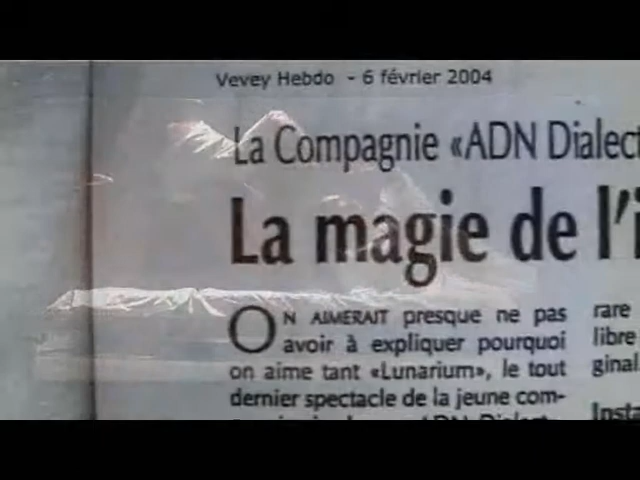 Vevey Hebdo - 6 février 2004
La Compagnie «ADN Dialect
La magie de l'i
ON AIMERAIT presque ne pas
avoir à expliquer pourquoi
on aime tant «Lunarium», le tout
dernier spectacle de la jeune com-
rare
libre
ginal.
Insta